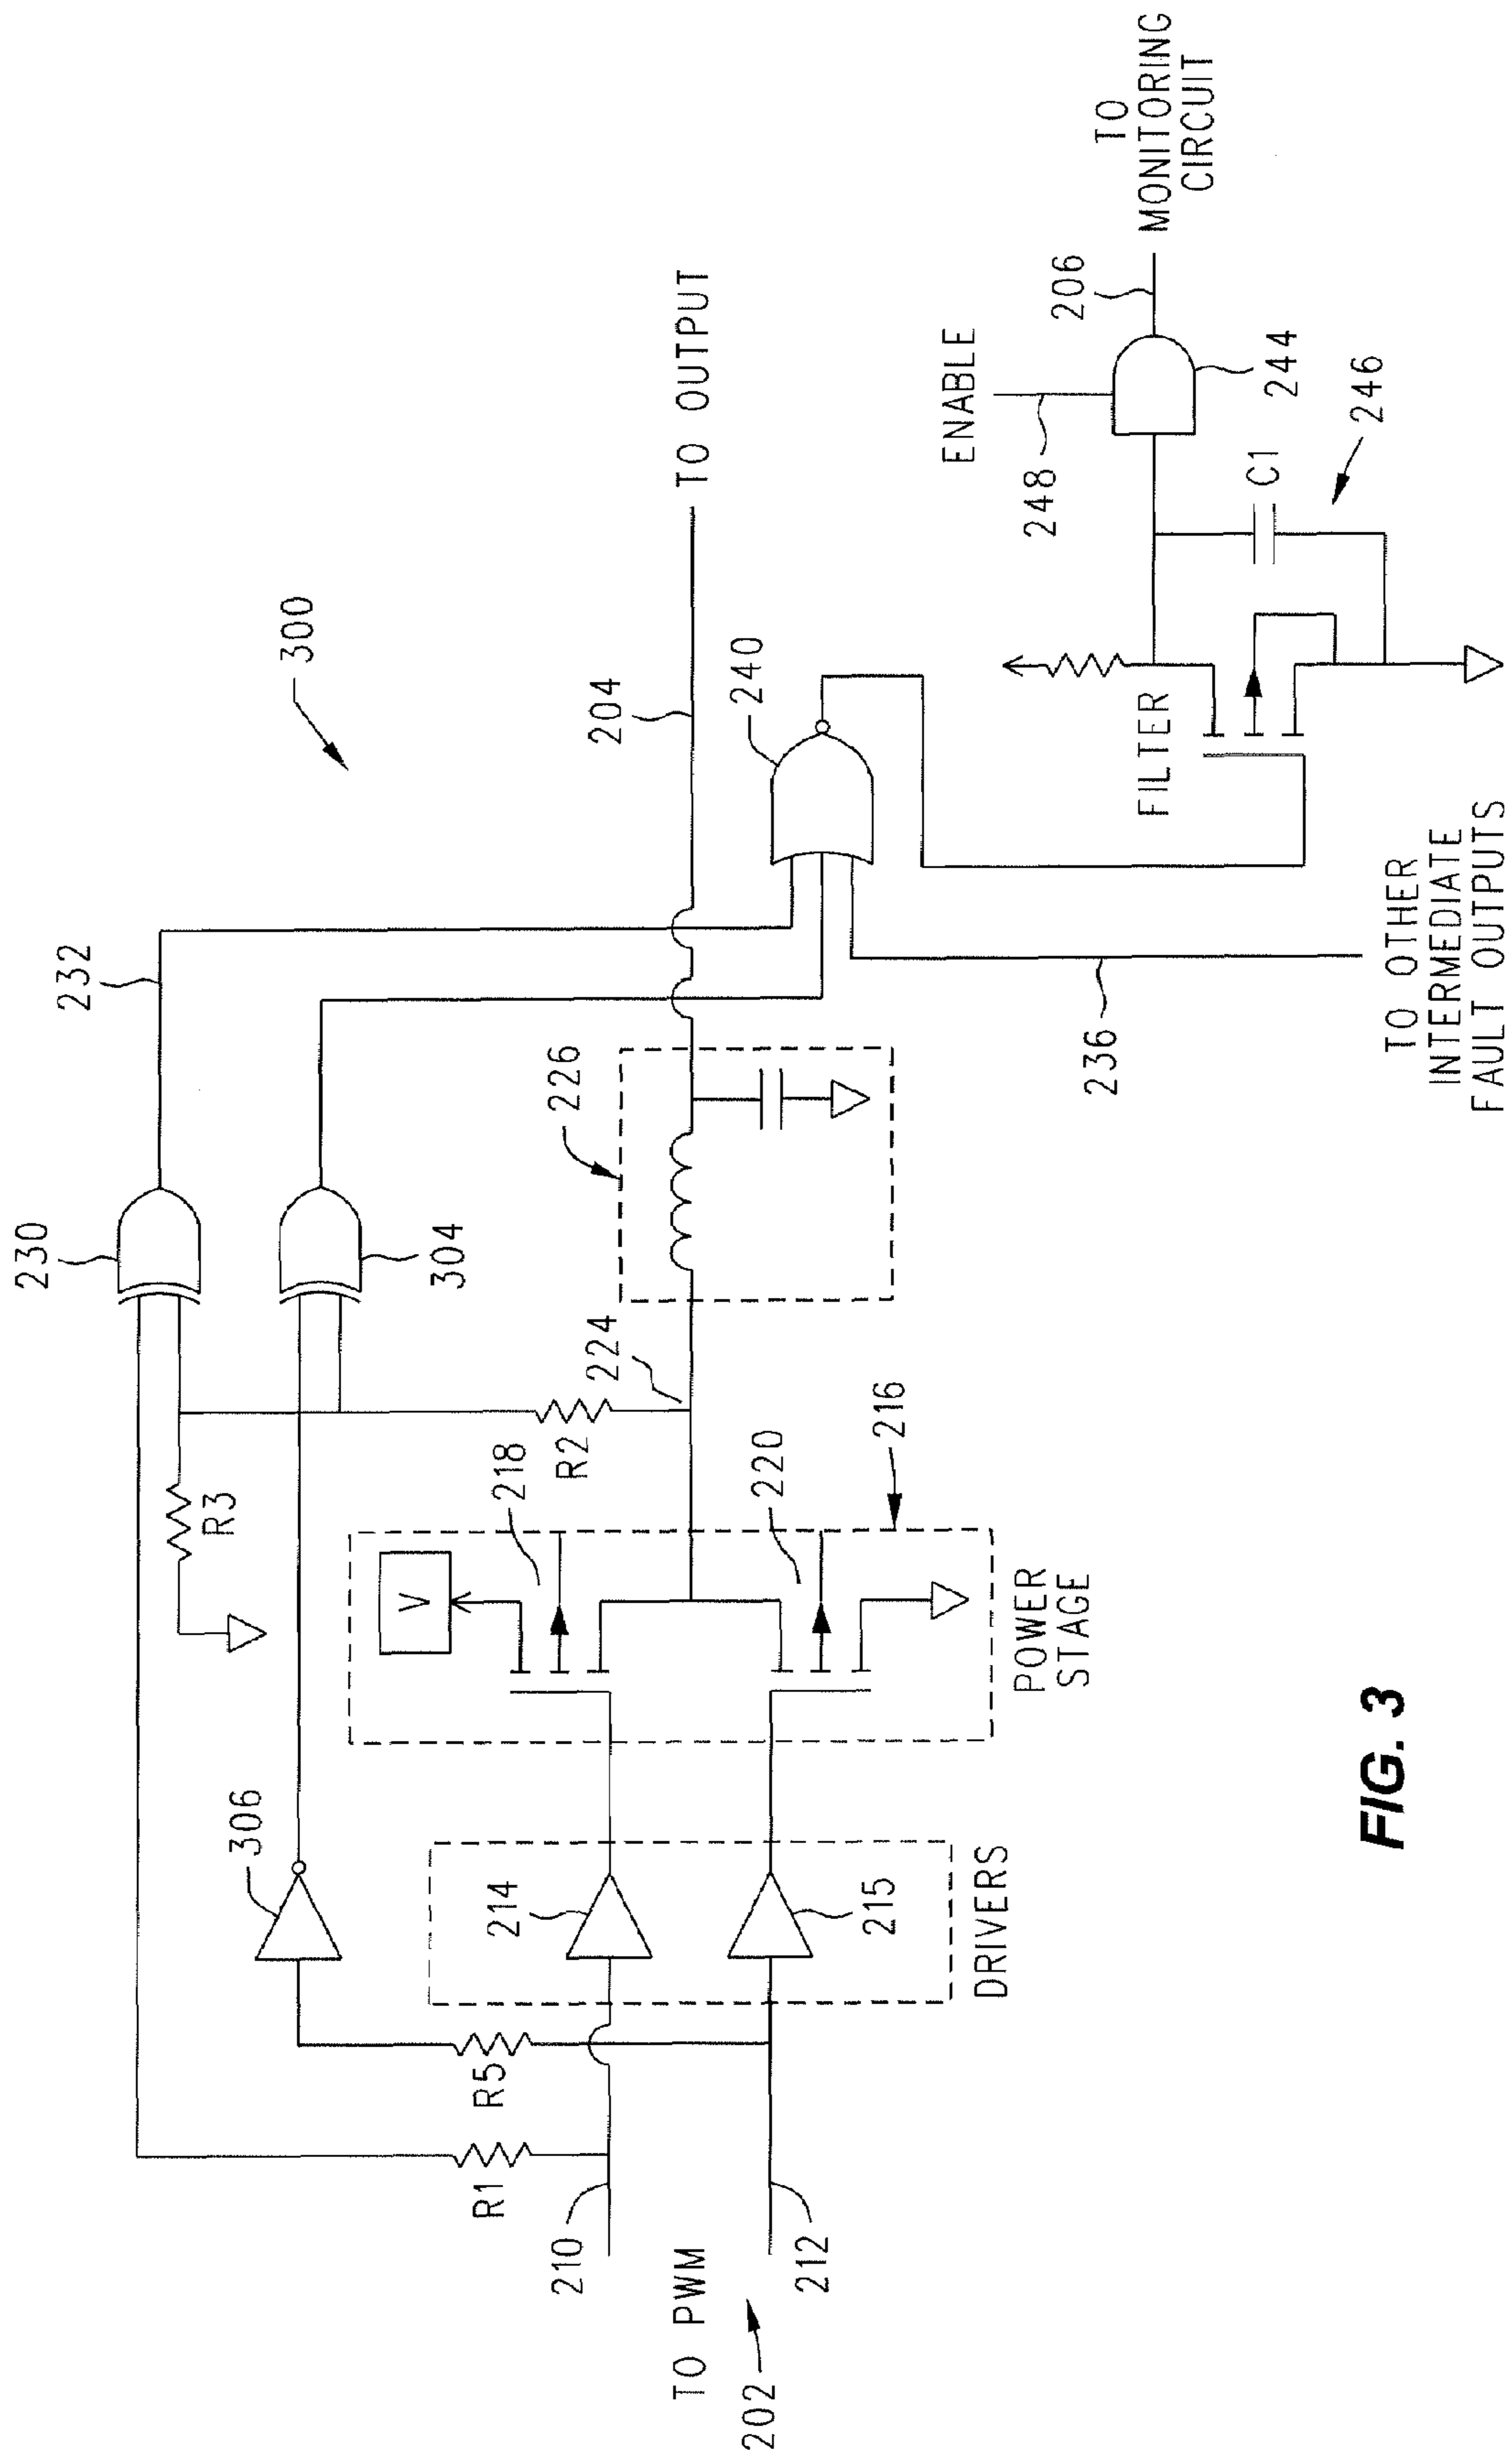 300
230
232
304
306
R3
R1
R5
R2
224
226
204
TO OUTPUT
240
210
212
TO PWM
202
214
215
DRIVERS
218
V
220
216
POWER
STAGE
236
TO OTHER
INTERMEDIATE
FAULT OUTPUTS
FILTER
C1
246
ENABLE
248
244
206
TO
MONITORING
CIRCUIT
FIG. 3